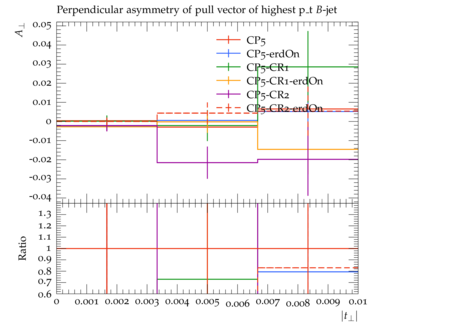 Perpendicular asymmetry of pull vector of highest p_t B-jet
A⊥
0.05
0.04
0.03
0.02
0.01
0
-0.01
-0.02
-0.03
-0.04
CP5
CP5-erdOn
CP5-CR1
CP5-CR1-erdOn
CP5-CR2
CP5-CR2-erdOn
Ratio
1.3
1.2
1.1
1
0.9
0.8
0.7
0.6
0 0.001 0.002 0.003 0.004 0.005 0.006 0.007 0.008 0.009 0.01
|t⊥|